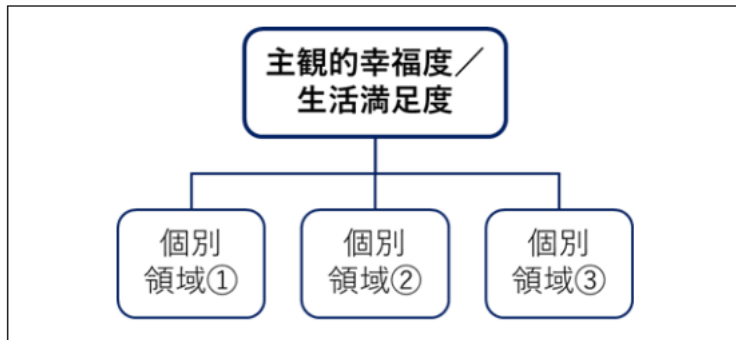 主観的幸福度／
生活満足度
個別
領域①
個別
領域②
個別
領域③